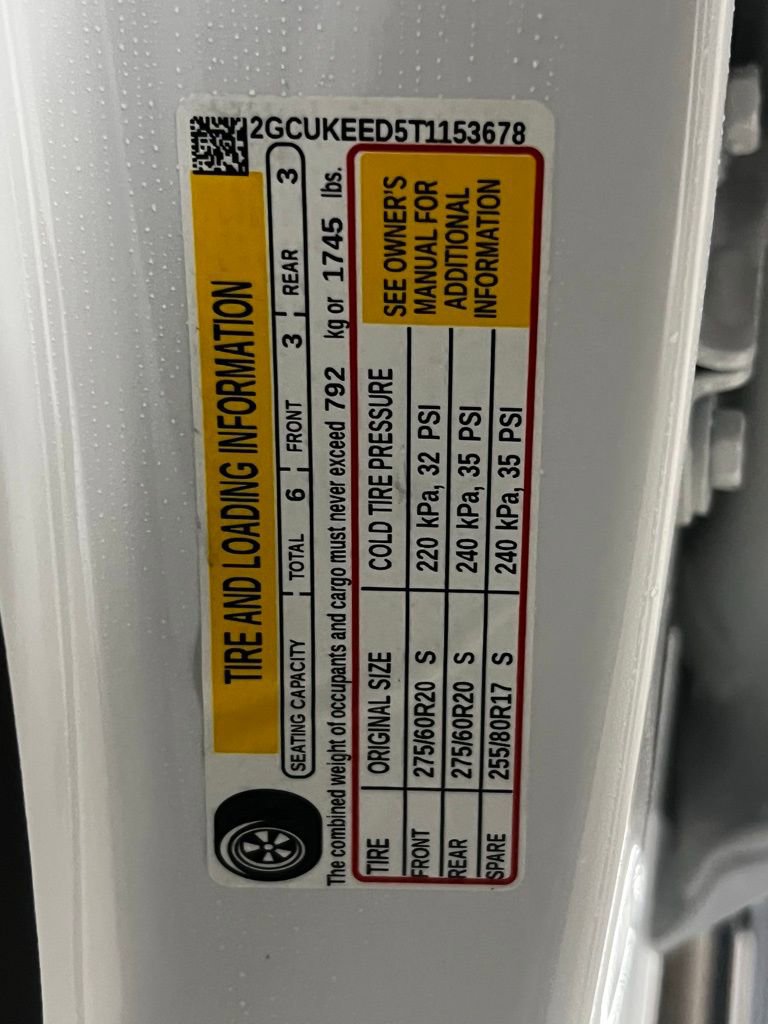 2GCUKEED5T1153678
TIRE AND LOADING INFORMATION
SEATING CAPACITY TOTAL 6 FRONT 3 REAR 3
The combined weight of occupants and cargo must never exceed 792 kg or 1745 lbs.
TIRE ORIGINAL SIZE COLD TIRE PRESSURE
FRONT 275/60R20 S 220 kPa, 32 PSI
REAR 275/60R20 S 240 kPa, 35 PSI
SPARE 255/80R17 S 240 kPa, 35 PSI
SEE OWNER'S
MANUAL FOR
ADDITIONAL
INFORMATION